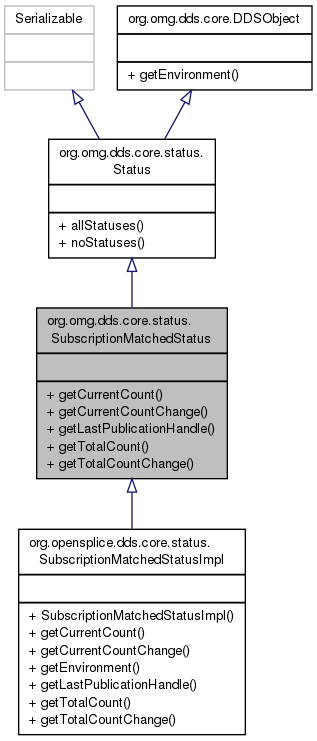 Serializable
org.omg.dds.core.DDSObject
+ getEnvironment()
org.omg.dds.core.status.
Status
+ allStatuses()
+ noStatuses()
org.omg.dds.core.status.
SubscriptionMatchedStatus
+ getCurrentCount()
+ getCurrentCountChange()
+ getLastPublicationHandle()
+ getTotalCount()
+ getTotalCountChange()
org.opensplice.dds.core.status.
SubscriptionMatchedStatusImpl
+ SubscriptionMatchedStatusImpl()
+ getCurrentCount()
+ getCurrentCountChange()
+ getEnvironment()
+ getLastPublicationHandle()
+ getTotalCount()
+ getTotalCountChange()